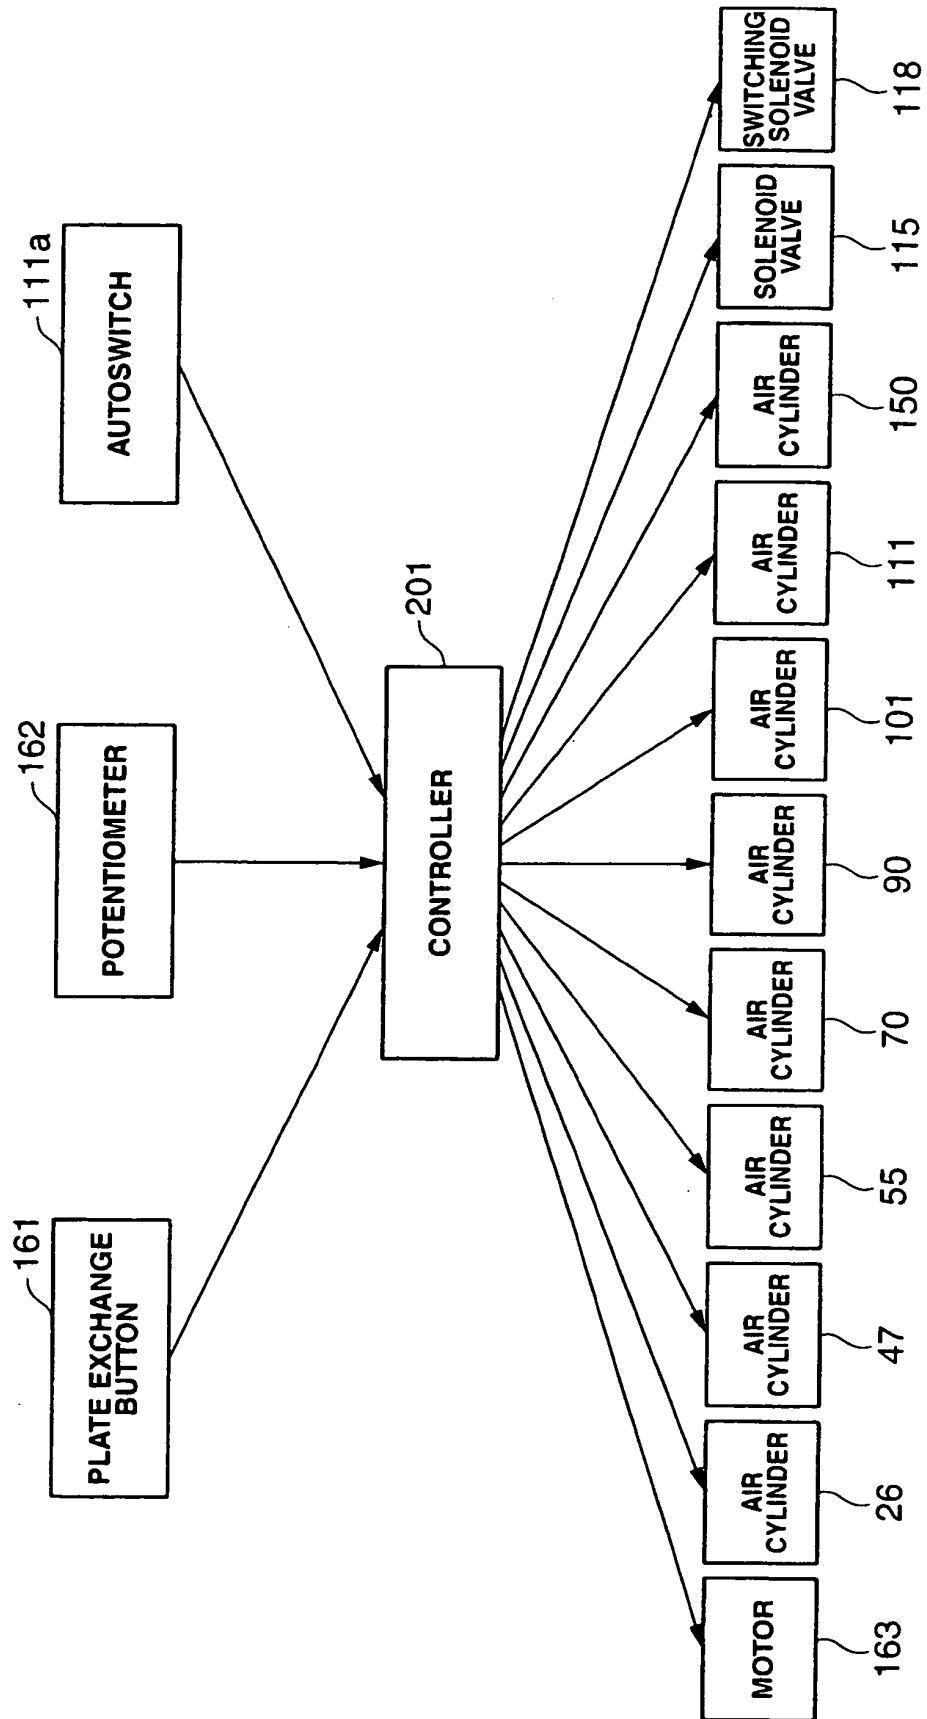 161
PLATE EXCHANGE
BUTTON
162
POTENTIOMETER
111a
AUTOSWITCH
201
CONTROLLER
MOTOR
163
AIR
CYLINDER
26
AIR
CYLINDER
47
AIR
CYLINDER
55
AIR
CYLINDER
70
AIR
CYLINDER
90
AIR
CYLINDER
101
AIR
CYLINDER
111
AIR
CYLINDER
150
SOLENOID
VALVE
115
SWITCHING
SOLENOID
VALVE
118